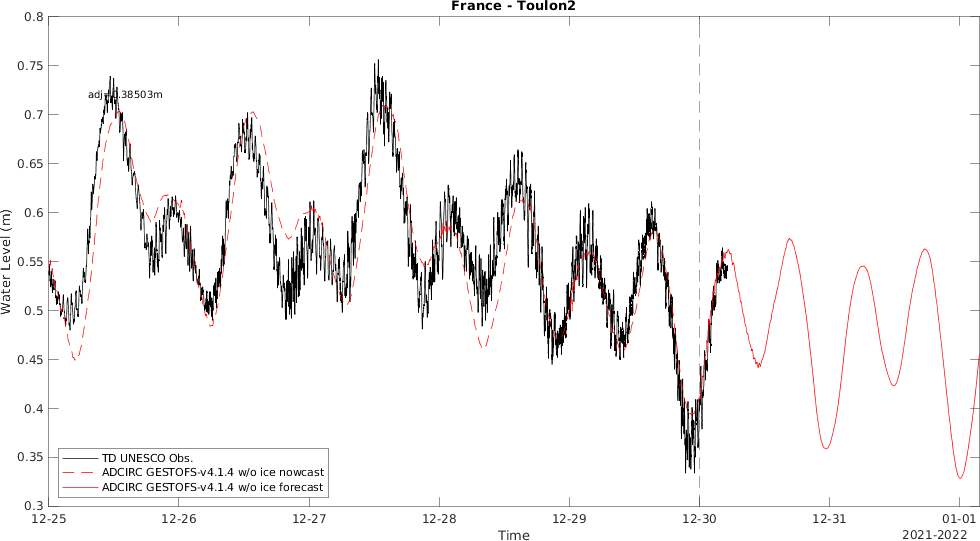 France - Toulon2
0.8
0.75
0.7
0.65
0.6
0.55
0.5
0.45
0.4
0.35
0.3
Water Level (m)
adj=0.38503m
TD UNESCO Obs.
ADCIRC GESTOFS-v4.1.4 w/o ice nowcast
ADCIRC GESTOFS-v4.1.4 w/o ice forecast
12-25 12-26 12-27 12-28 12-29 12-30 12-31 01-01
Time
2021-2022